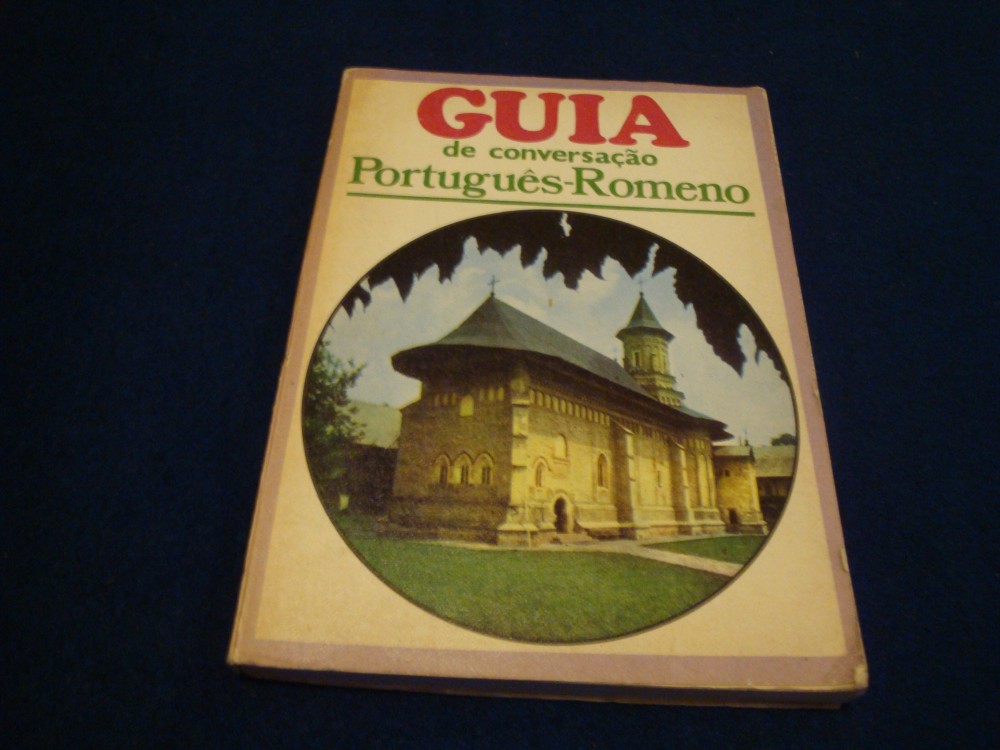 GUIA
de conversação
Português-Romeno